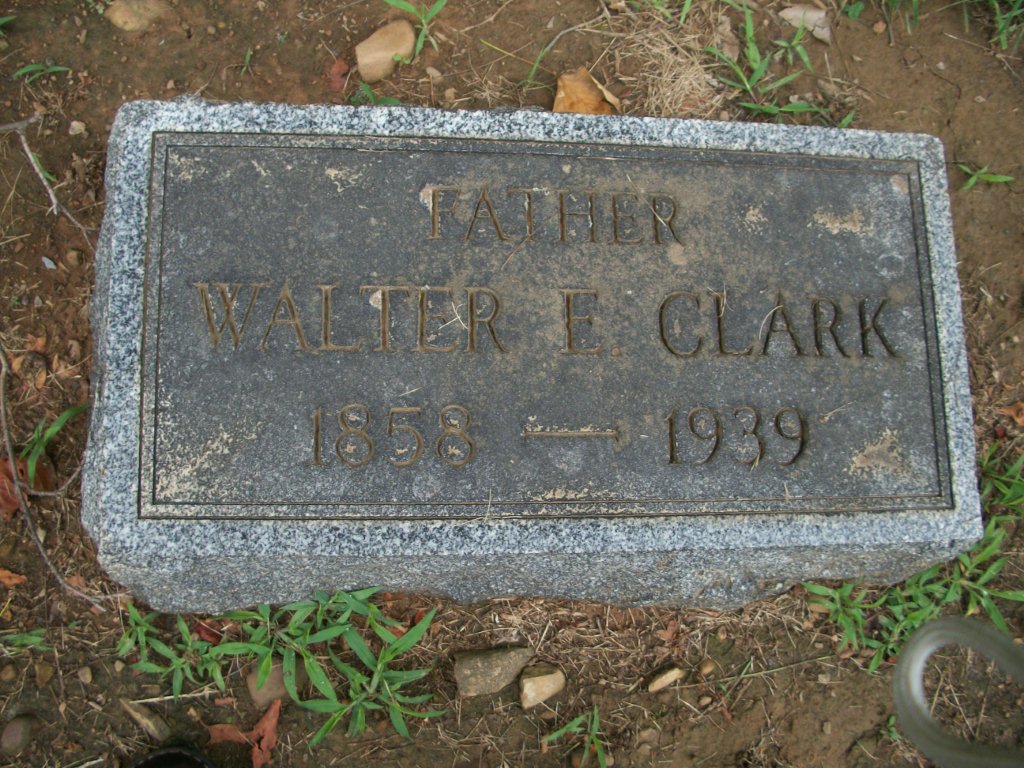 FATHER
WALTER E. CLARK
1858 — 1939